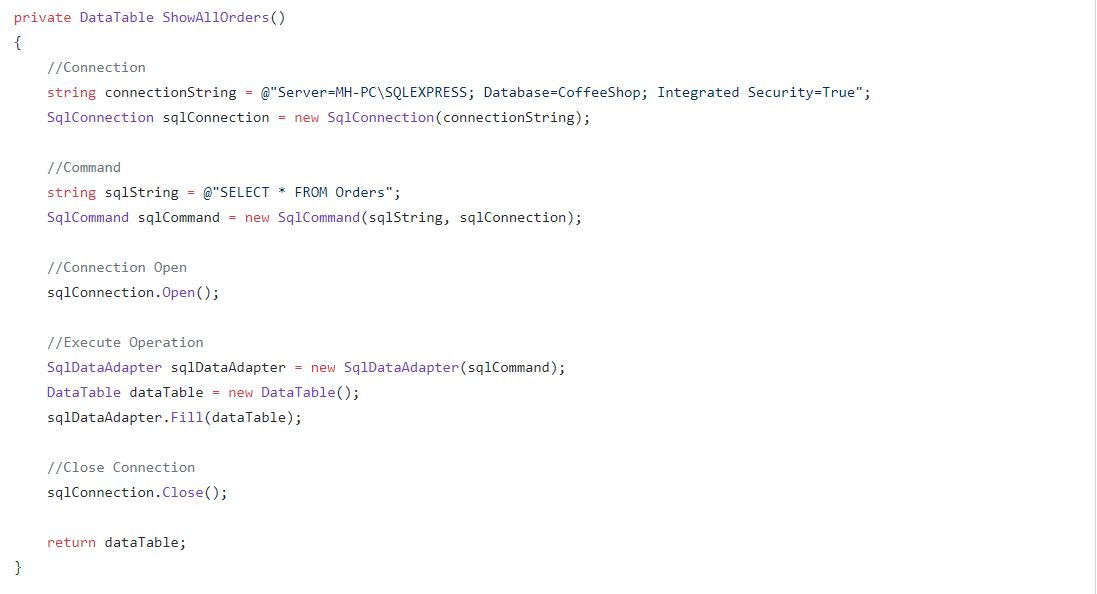 private DataTable ShowAllOrders()
{
    //Connection
    string connectionString = @"Server=MH-PC\SQLEXPRESS; Database=CoffeeShop; Integrated Security=True";
    SqlConnection sqlConnection = new SqlConnection(connectionString);

    //Command
    string sqlString = @"SELECT * FROM Orders";
    SqlCommand sqlCommand = new SqlCommand(sqlString, sqlConnection);

    //Connection Open
    sqlConnection.Open();

    //Execute Operation
    SqlDataAdapter sqlDataAdapter = new SqlDataAdapter(sqlCommand);
    DataTable dataTable = new DataTable();
    sqlDataAdapter.Fill(dataTable);

    //Close Connection
    sqlConnection.Close();

    return dataTable;
}